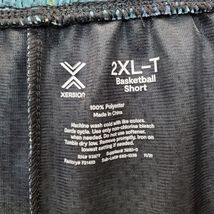 XERSION
2XL-T
Basketball
Short
100% Polyester
Made in China
Machine wash cold with like colors.
Gentle cycle. Use only non-chlorine bleach
when needed. Do not use softener.
Tumble dry low. Remove promptly. Iron on
lowest setting if needed.